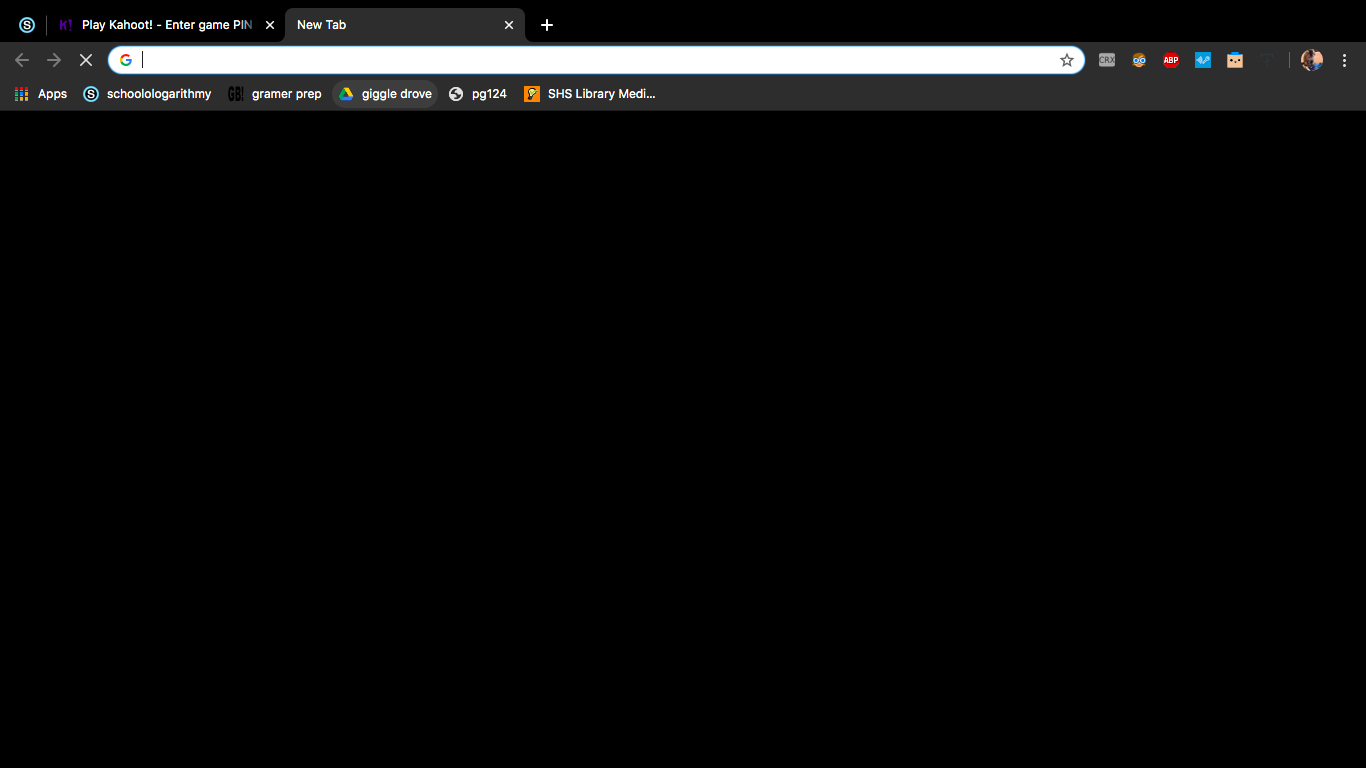 S K! Play Kahoot! - Enter game PIN New Tab
G CRX ABP
Apps S schoolologarithmy GB! gramer prep giggle drove pg124 SHS Library Medi...